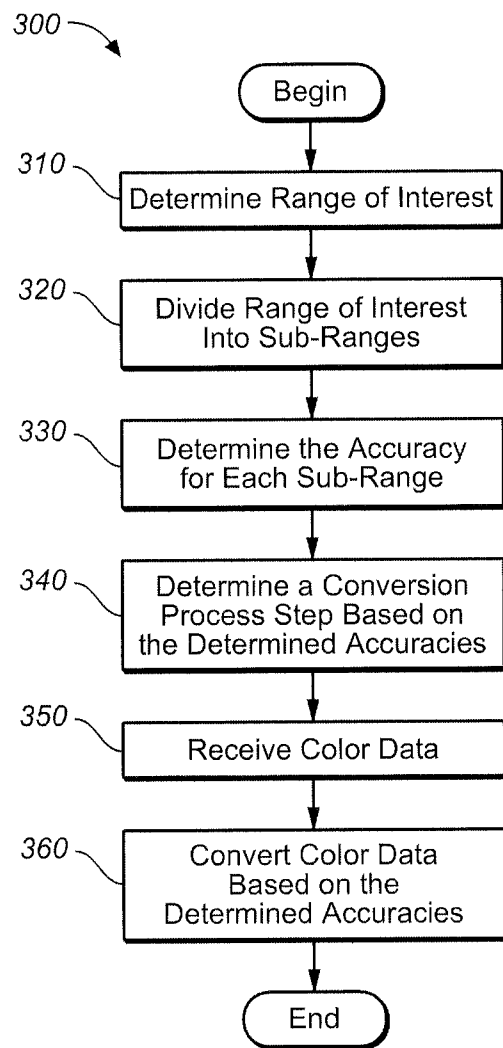 300
Begin
310
Determine Range of Interest
320
Divide Range of Interest
Into Sub-Ranges
330
Determine the Accuracy
for Each Sub-Range
340
Determine a Conversion
Process Step Based on
the Determined Accuracies
350
Receive Color Data
360
Convert Color Data
Based on the
Determined Accuracies
End